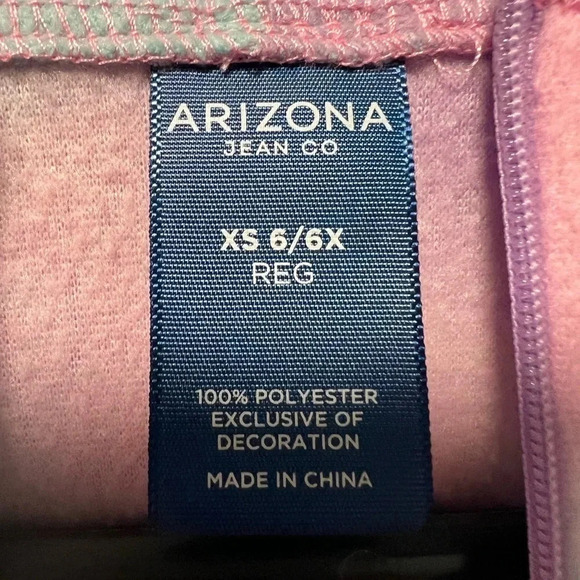 ARIZONA
JEAN CO
XS 6/6X
REG
100% POLYESTER
EXCLUSIVE OF
DECORATION
MADE IN CHINA